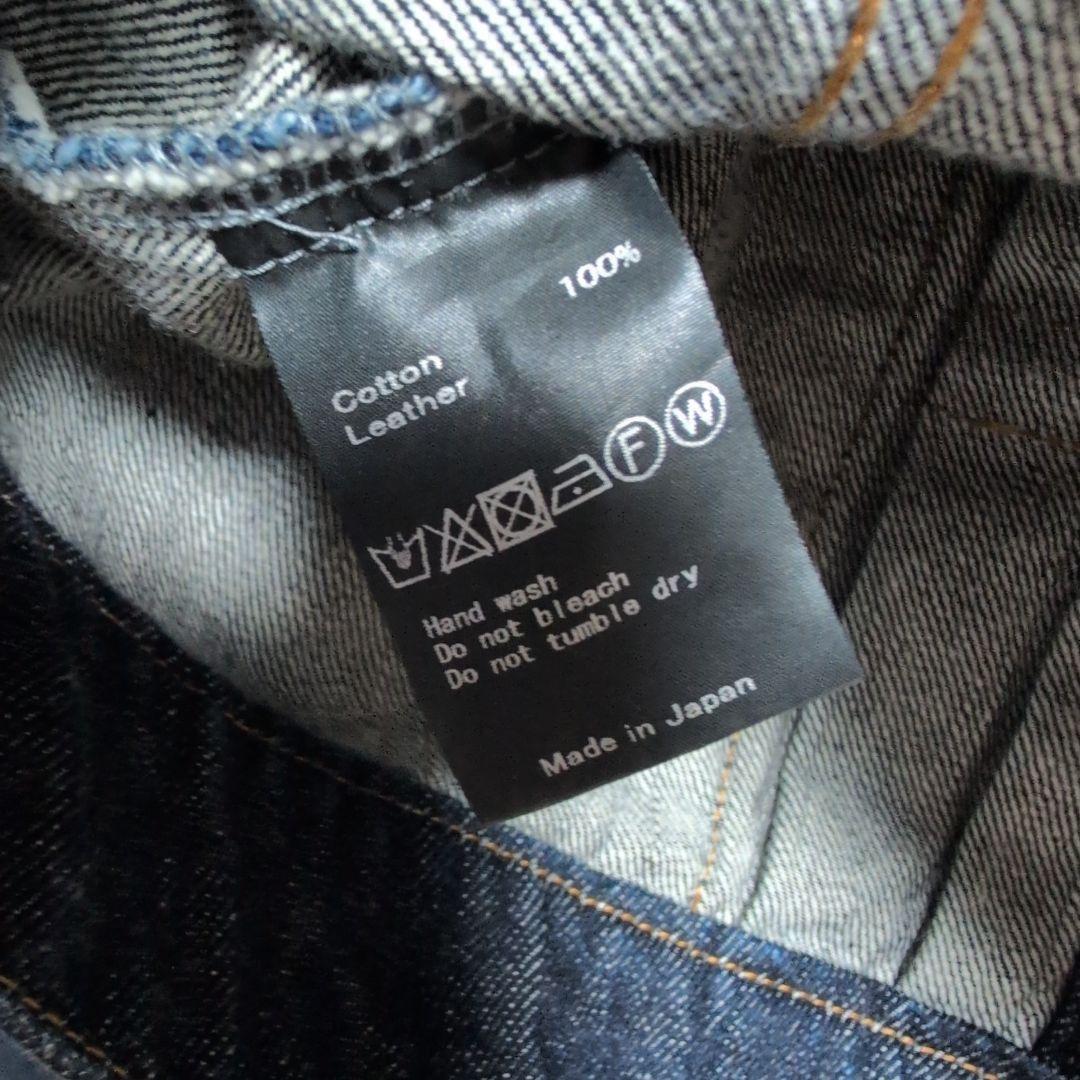 Cotton 100%
Leather
F W
Hand wash
Do not bleach
Do not tumble dry
Made in Japan